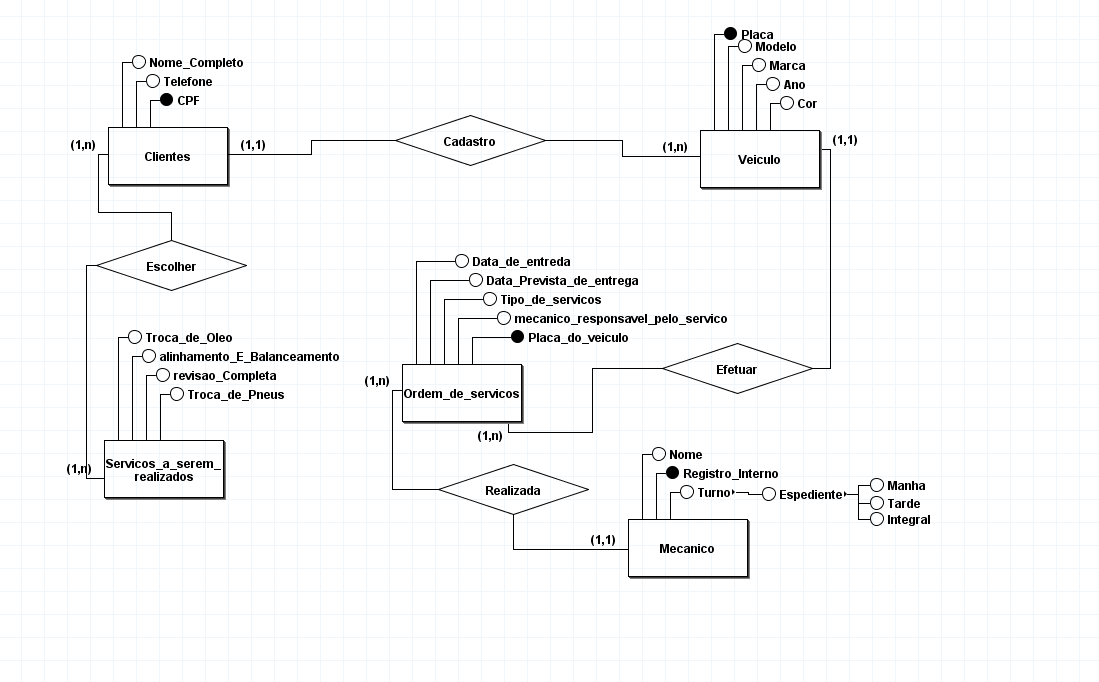 Placa
Modelo
Marca
Ano
Cor
Nome_Completo
Telefone
CPF
(1,n)
Clientes
(1,1)
Cadastro
(1,n)
Veiculo
(1,1)
Escolher
Data_de_entreda
Data_Prevista_de_entrega
Tipo_de_servicos
mecanico_responsavel_pelo_servico
Placa_do_veiculo
Troca_de_Oleo
alinhamento_E_Balanceamento
revisao_Completa
Troca_de_Pneus
(1,n)
Ordem_de_servicos
Efetuar
(1,n)
(1,n)
Servicos_a_serem_
realizados
Realizada
Nome
Registro_Interno
Turno
Espediente
Manha
Tarde
Integral
(1,1)
Mecanico